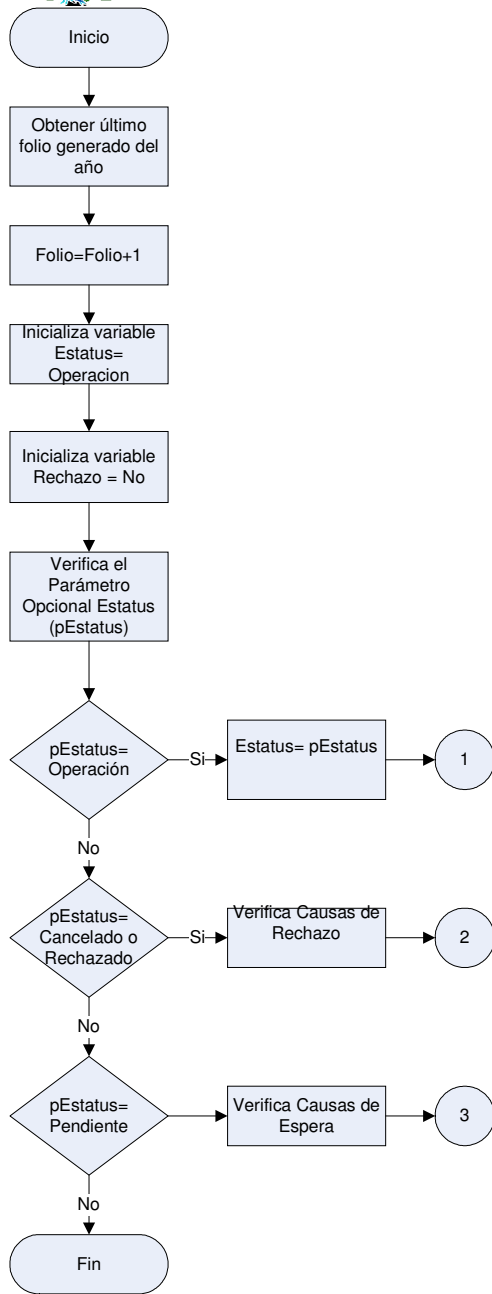 Inicio
Obtener último
folio generado del
año
Folio=Folio+1
Inicializa variable
Estatus=
Operacion
Inicializa variable
Rechazo = No
Verifica el
Parámetro
Opcional Estatus
(pEstatus)
pEstatus=
Operación
Si
Estatus= pEstatus
1
No
pEstatus=
Cancelado o
Rechazado
Si
Verifica Causas de
Rechazo
2
No
pEstatus=
Pendiente
Verifica Causas de
Espera
3
No
Fin